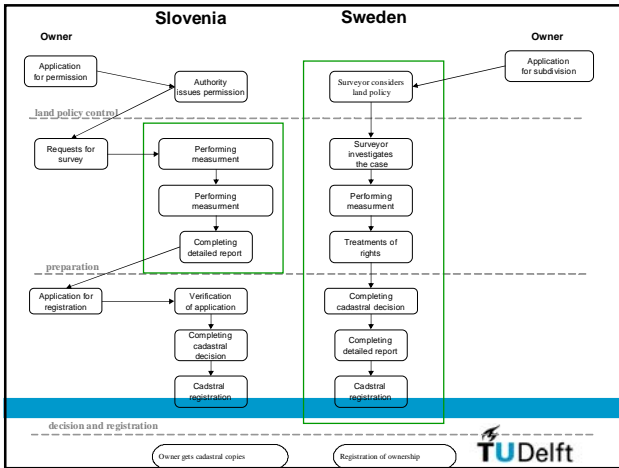 Slovenia
Sweden
Owner
Owner
Application
for permission
Authority
issues permission
Surveyor considers
land policy
Application
for subdivision
land policy control
Requests for
survey
Performing
measurment
Surveyor
investigates
the case
Performing
measurment
Performing
measurment
Completing
detailed report
Treatments of
rights
preparation
Application for
registration
Verification
of application
Completing
cadastral decision
Completing
cadastral
decision
Completing
detailed report
Cadstral
registration
Cadstral
registration
decision and registration
Owner gets cadastral copies
Registration of ownership
TUDelft